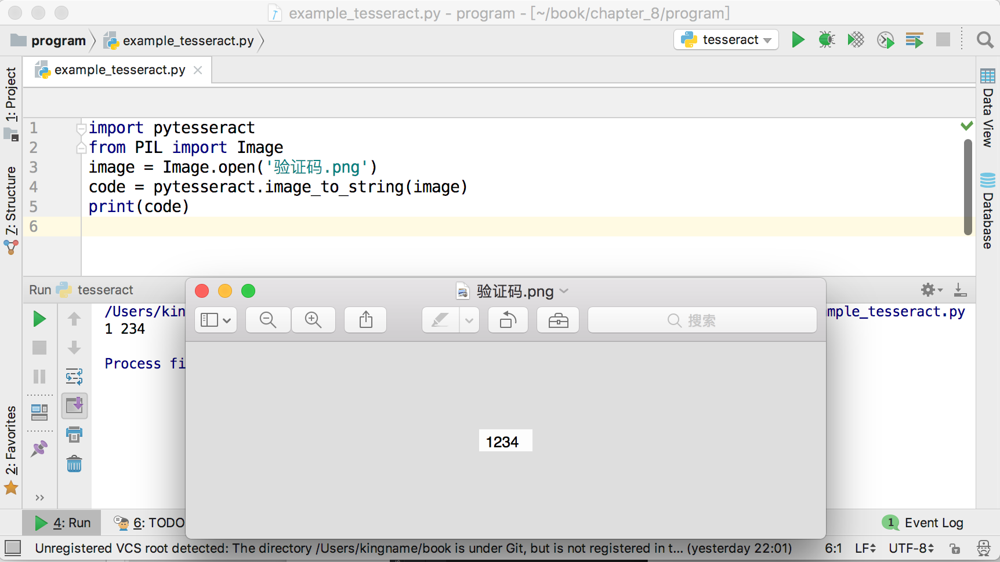 example_tesseract.py - program - [~/book/chapter_8/program]
program
example_tesseract.py
tesseract
example_tesseract.py
1: Project
7: Structure
2: Favorites
Data View
Database
1 import pytesseract
2 from PIL import Image
3 image = Image.open('验证码.png')
4 code = pytesseract.image_to_string(image)
5 print(code)
6
Run tesseract
/Users/kin
mple_tesseract.py
1 234
Process fi
验证码.png
搜索
1234
4: Run
6: TODO
1 Event Log
Unregistered VCS root detected: The directory /Users/kingname/book is under Git, but is not registered in t... (yesterday 22:01)
6:1 LF UTF-8